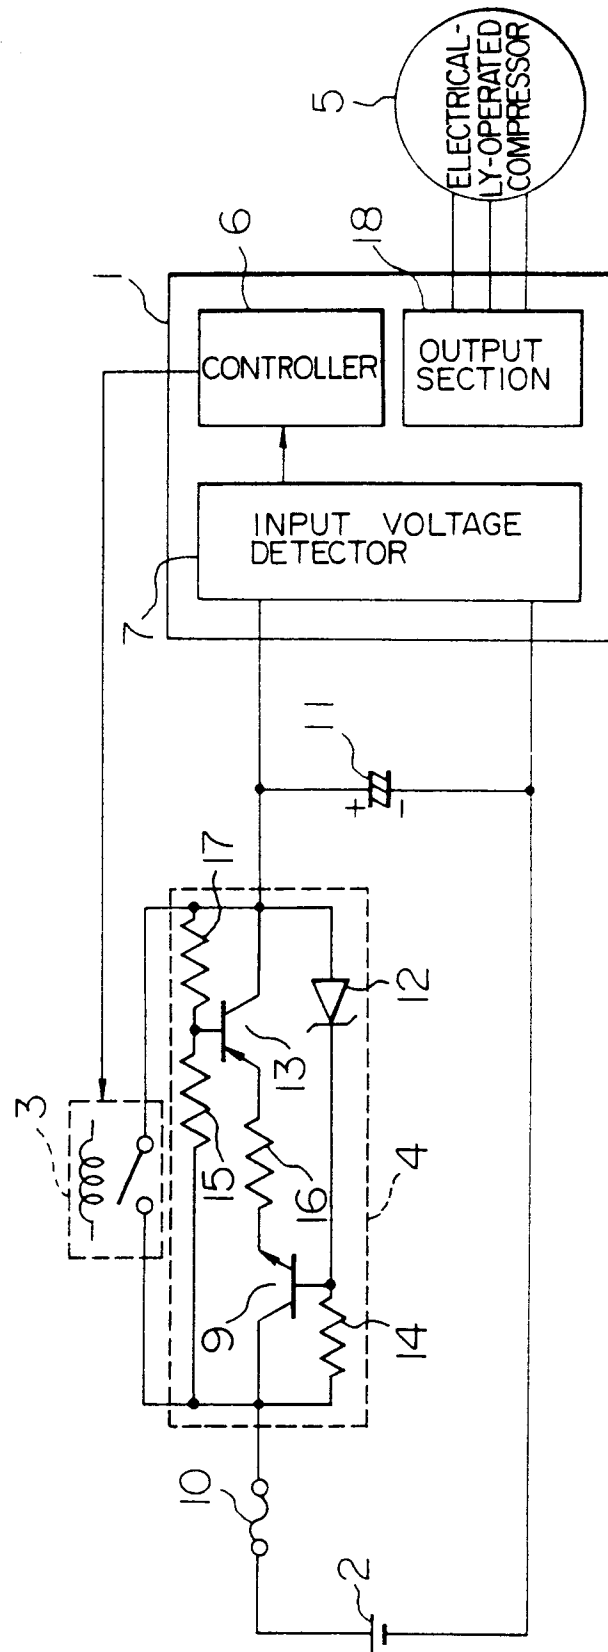 1
6
18
5
ELECTRICAL-
LY-OPERATED
COMPRESSOR
CONTROLLER
OUTPUT
SECTION
INPUT VOLTAGE
DETECTOR
7
11
+
-
3
17
15
13
16
12
9
14
4
10
2